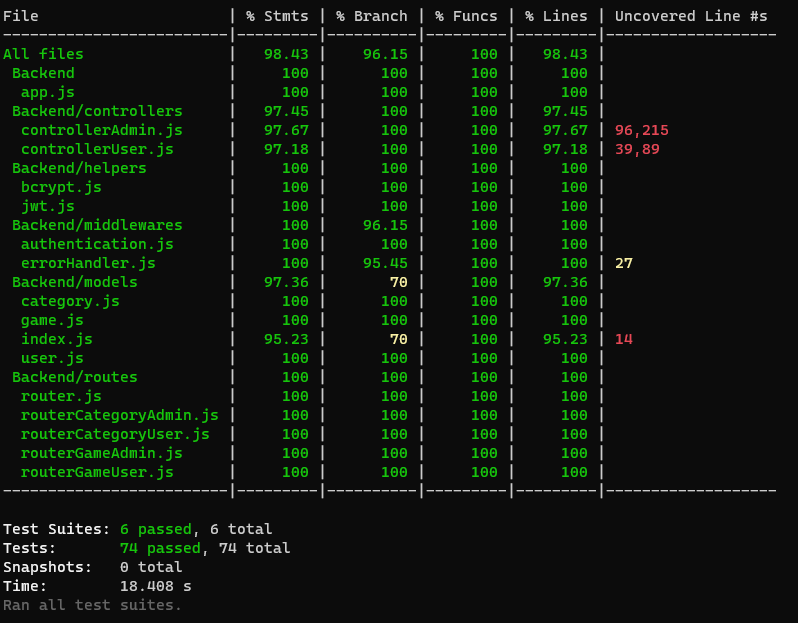 File                     | % Stmts | % Branch | % Funcs | % Lines | Uncovered Line #s
-------------------------|---------|----------|---------|---------|-------------------
All files                |   98.43 |    96.15 |     100 |   98.43 |
 Backend                 |     100 |      100 |     100 |     100 |
  app.js                 |     100 |      100 |     100 |     100 |
 Backend/controllers     |   97.45 |      100 |     100 |   97.45 |
  controllerAdmin.js     |   97.67 |      100 |     100 |   97.67 | 96,215
  controllerUser.js      |   97.18 |      100 |     100 |   97.18 | 39,89
 Backend/helpers         |     100 |      100 |     100 |     100 |
  bcrypt.js              |     100 |      100 |     100 |     100 |
  jwt.js                 |     100 |      100 |     100 |     100 |
 Backend/middlewares     |     100 |    96.15 |     100 |     100 |
  authentication.js      |     100 |      100 |     100 |     100 |
  errorHandler.js        |     100 |    95.45 |     100 |     100 | 27
 Backend/models          |   97.36 |       70 |     100 |   97.36 |
  category.js            |     100 |      100 |     100 |     100 |
  game.js                |     100 |      100 |     100 |     100 |
  index.js               |   95.23 |       70 |     100 |   95.23 | 14
  user.js                |     100 |      100 |     100 |     100 |
 Backend/routes          |     100 |      100 |     100 |     100 |
  router.js              |     100 |      100 |     100 |     100 |
  routerCategoryAdmin.js |     100 |      100 |     100 |     100 |
  routerCategoryUser.js  |     100 |      100 |     100 |     100 |
  routerGameAdmin.js     |     100 |      100 |     100 |     100 |
  routerGameUser.js      |     100 |      100 |     100 |     100 |
-------------------------|---------|----------|---------|---------|-------------------
Test Suites: 6 passed, 6 total
Tests:       74 passed, 74 total
Snapshots:   0 total
Time:        18.408 s
Ran all test suites.